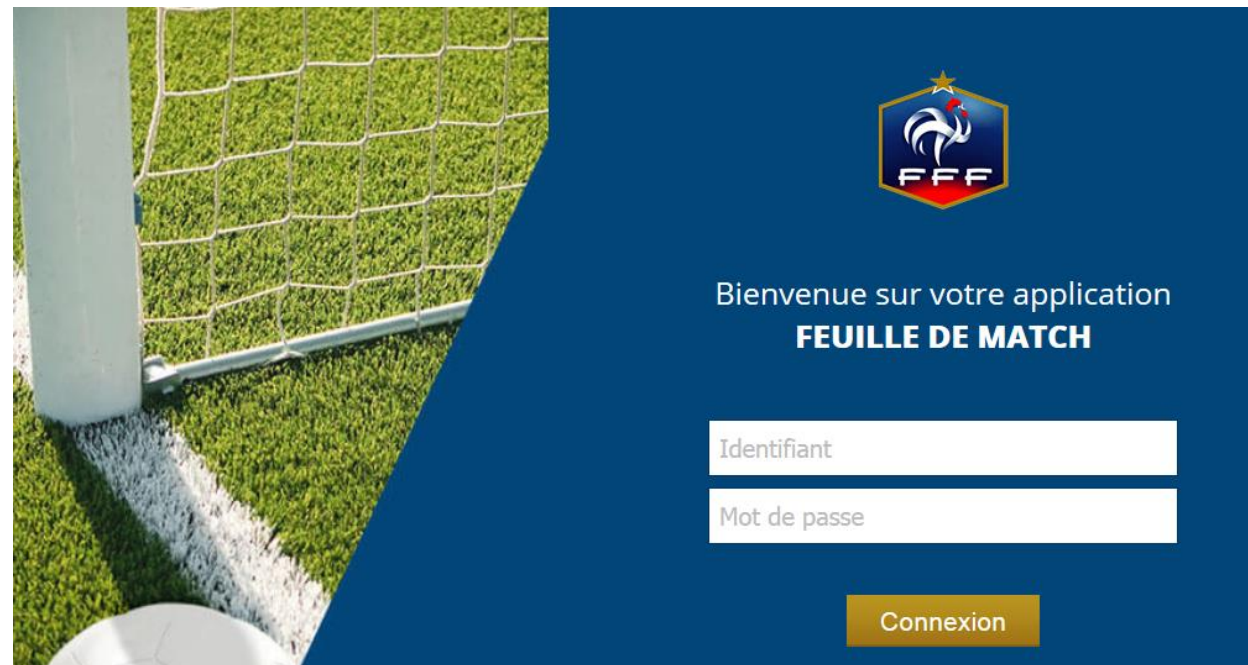 FFF
Bienvenue sur votre application
FEUILLE DE MATCH
Identifiant
Mot de passe
Connexion